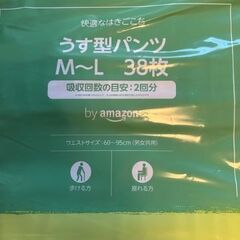 快適なはきごこち
うす型パンツ
M〜L 38枚
吸収回数の目安:2回分
by amazon
ウエストサイズ:60〜95cm(男女共用)
歩ける方
座れる方